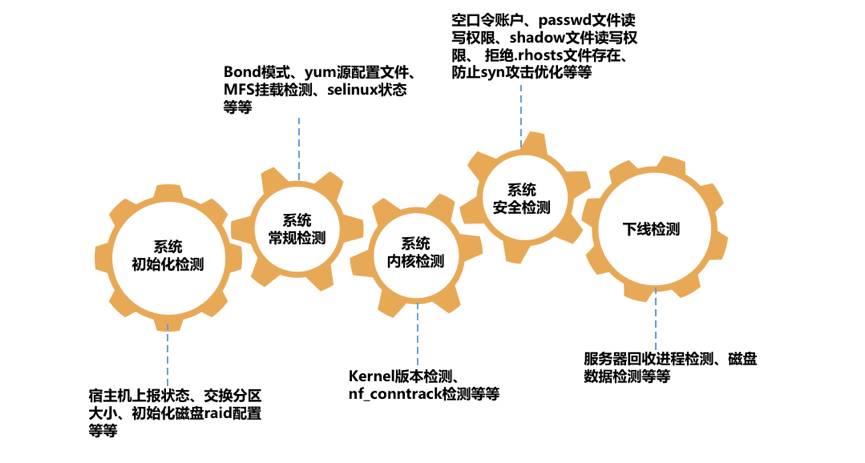 空口令账户、passwd文件读
写权限、shadow文件读写权
限、 拒绝.rhosts文件存在、
防止syn攻击优化等等
Bond模式、yum源配置文件、
MFS挂载检测、selinux状态
等等
系统
初始化检测
系统
常规检测
系统
内核检测
系统
安全检测
下线检测
宿主机上报状态、交换分区
大小、初始化磁盘raid配置
等等
Kernel版本检测、
nf_conntrack检测等等
服务器回收进程检测、磁盘
数据检测等等